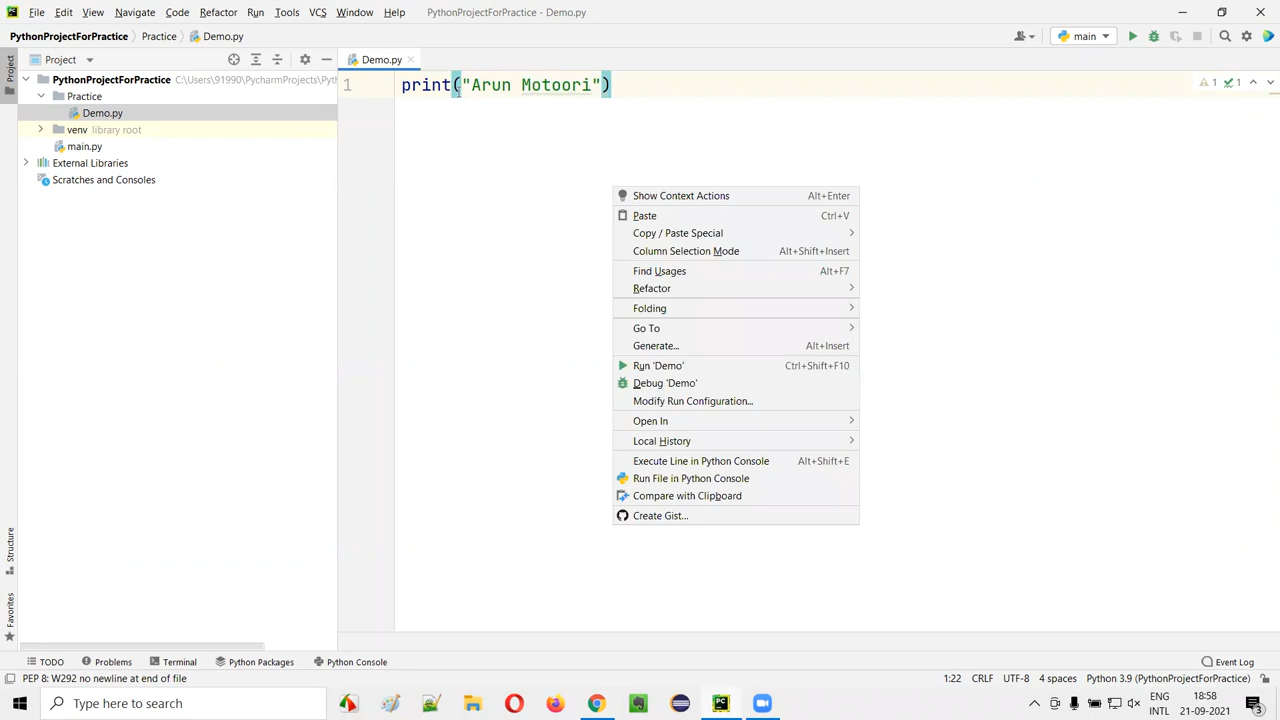 File Edit View Navigate Code Refactor Run Tools VCS Window Help PythonProjectForPractice - Demo.py
PythonProjectForPractice Practice Demo.py main
Project Demo.py
PythonProjectForPractice C:\Users\91990\PycharmProjects\Pyth
Practice
Demo.py
venv library root
main.py
External Libraries
Scratches and Consoles
Project
Structure
Favorites
1 print("Arun Motoori") 1 1
Show Context Actions Alt+Enter
Paste Ctrl+V
Copy / Paste Special
Column Selection Mode Alt+Shift+Insert
Find Usages Alt+F7
Refactor
Folding
Go To
Generate... Alt+Insert
Run 'Demo' Ctrl+Shift+F10
Debug 'Demo'
Modify Run Configuration...
Open In
Local History
Execute Line in Python Console Alt+Shift+E
Run File in Python Console
Compare with Clipboard
Create Gist...
TODO Problems Terminal Python Packages Python Console Event Log
PEP 8: W292 no newline at end of file 1:22 CRLF UTF-8 4 spaces Python 3.9 (PythonProjectForPractice)
Type here to search
ENG 18:58
INTL 21-09-2021 3